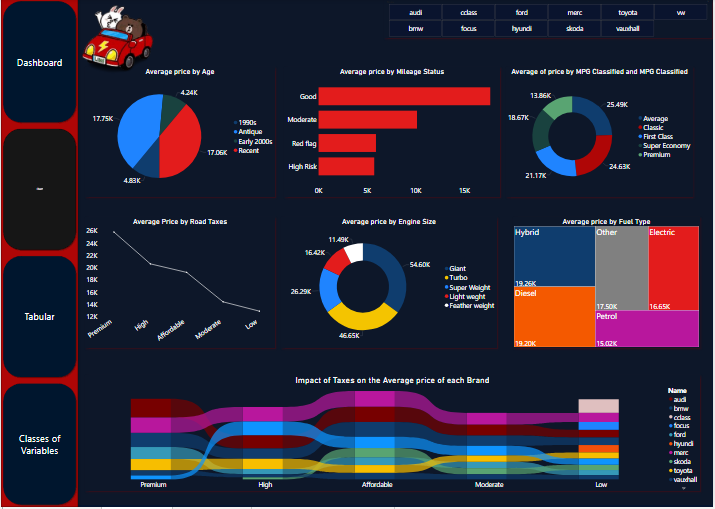 Dashboard
Tabular
Classes of
Variables
audi cclass ford merc toyota vw
bmw focus hyundi skoda vauxhall
Average price by Age
4.24K
17.75K
17.06K
4.83K
1990s
Antique
Early 2000s
Recent
Average price by Mileage Status
Good
Moderate
Red flag
High Risk
0K 5K 10K 15K
Average of price by MPG Classified and MPG Classified
13.86K
25.49K
18.67K
24.63K
21.17K
Average
Classic
First Class
Super Economy
Premium
Average Price by Road Taxes
26K
24K
22K
20K
18K
16K
14K
12K
Premium High Affordable Moderate Low
Average price by Engine Size
11.49K
16.42K
54.60K
26.29K
46.65K
Giant
Turbo
Super Weight
Light weght
Feather weight
Average price by Fuel Type
Hybrid
19.26K
Other
17.50K
Electric
16.65K
Diesel
19.20K
Petrol
15.02K
Impact of Taxes on the Average price of each Brand
Premium High Affordable Moderate Low
Name
audi
bmw
cclass
focus
ford
hyundi
merc
skoda
toyota
vauxhall